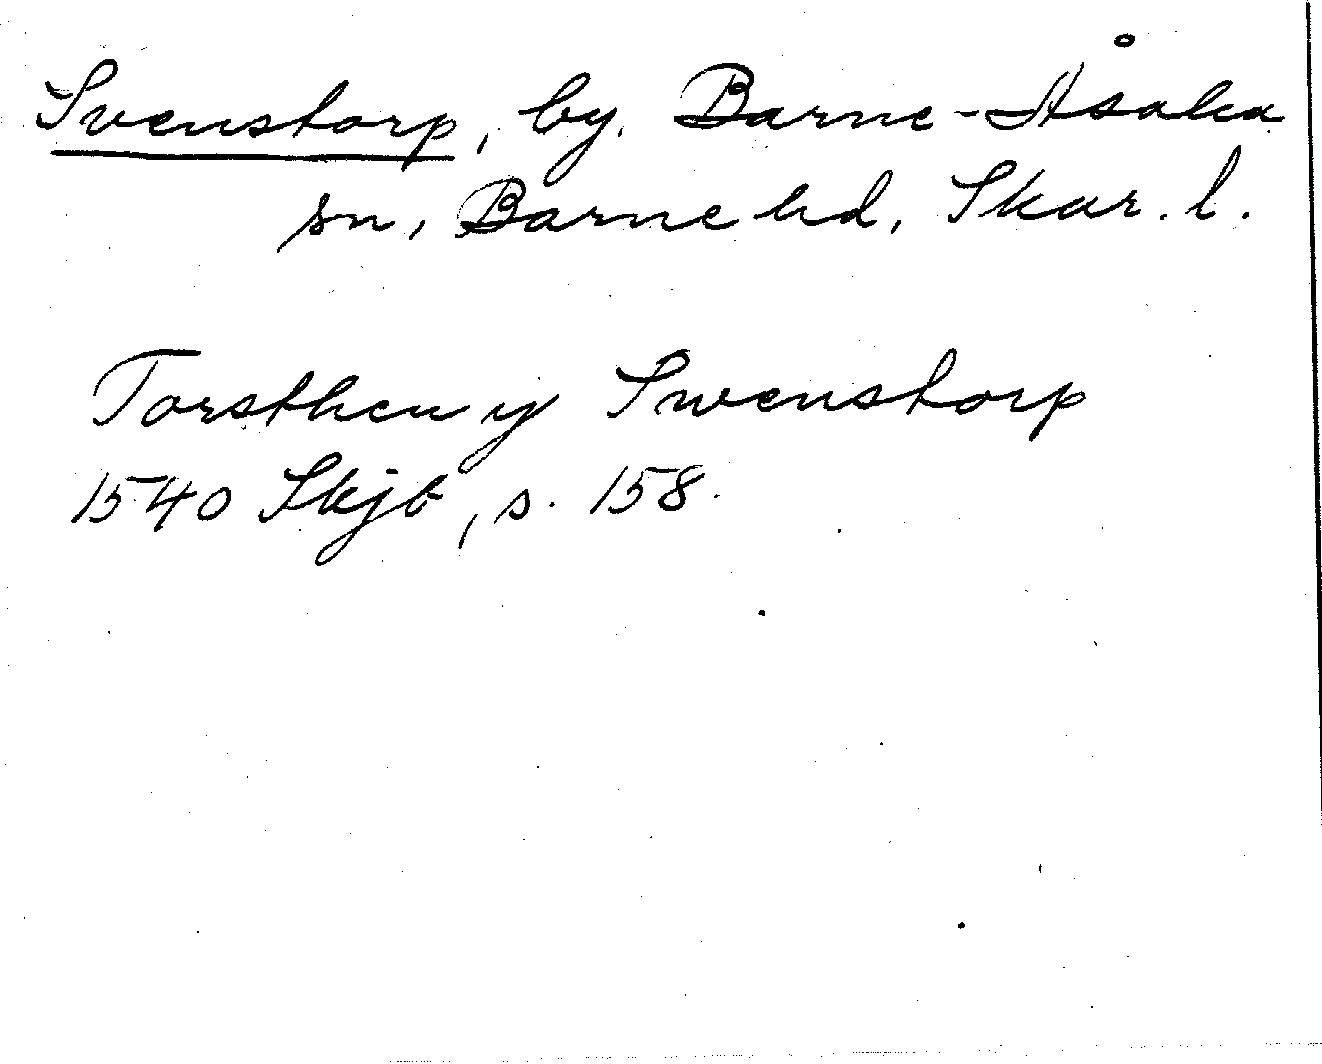 Svenstorp, by. Barne-Åsaka
sn, Barne hd, Skar. l.
Torsthen y Swenstorp
1540 Skjb, s. 158.